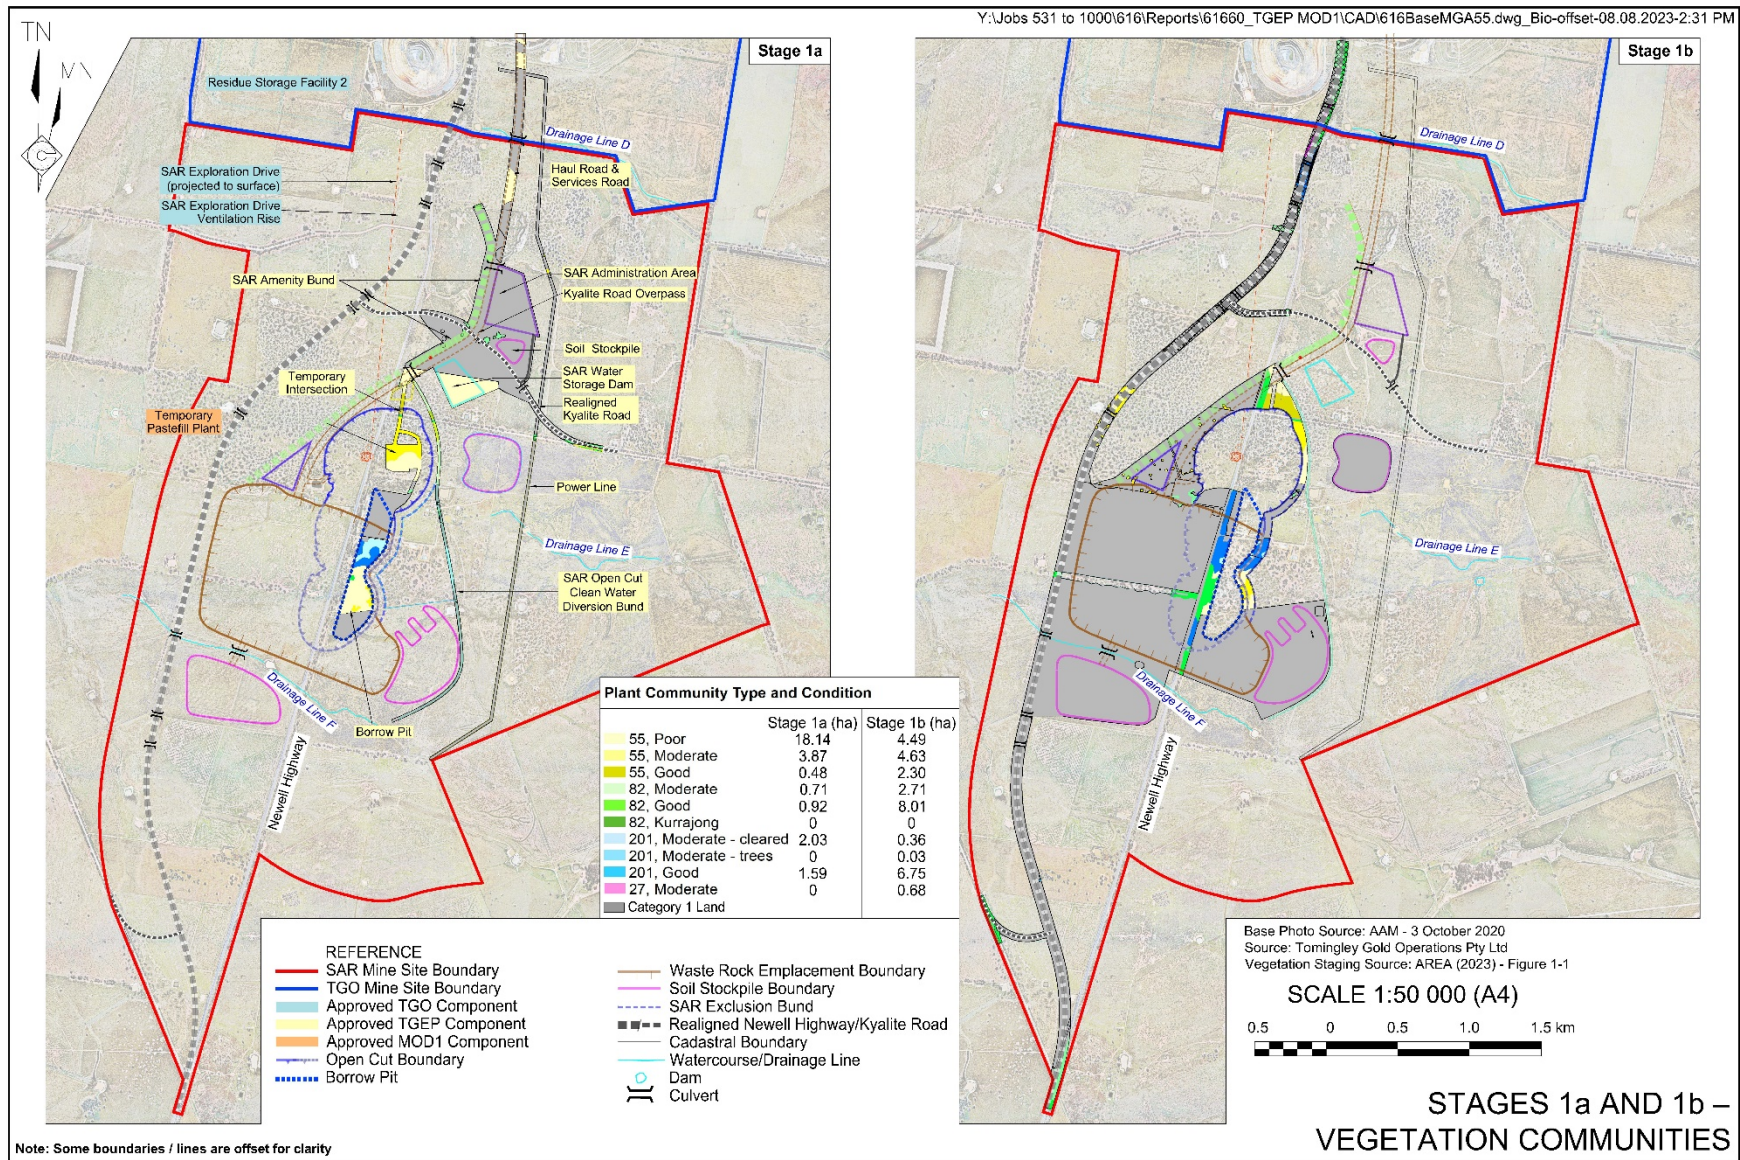 Y:\Jobs 531 to 1000\616\Reports\61660_TGEP MOD1\CAD\616BaseMGA55.dwg_Bio-offset-08.08.2023-2:31 PM
TN
MN
Stage 1a
Residue Storage Facility 2
Drainage Line D
SAR Exploration Drive
(projected to surface)
SAR Exploration Drive
Ventilation Rise
Haul Road &
Services Road
SAR Amenity Bund
SAR Administration Area
Kyalite Road Overpass
Soil Stockpile
SAR Water
Storage Dam
Realigned
Kyalite Road
Temporary
Intersection
Temporary
Pastefill Plant
Power Line
Drainage Line E
SAR Open Cut
Clean Water
Diversion Bund
Drainage Line F
Borrow Pit
Newell Highway
Stage 1b
Drainage Line D
Drainage Line E
Drainage Line F
Newell Highway
Plant Community Type and Condition
Stage 1a (ha) Stage 1b (ha)
55, Poor 18.14 4.49
55, Moderate 3.87 4.63
55, Good 0.48 2.30
82, Moderate 0.71 2.71
82, Good 0.92 8.01
82, Kurrajong 0 0
201, Moderate - cleared 2.03 0.36
201, Moderate - trees 0 0.03
201, Good 1.59 6.75
27, Moderate 0 0.68
Category 1 Land
REFERENCE
SAR Mine Site Boundary
TGO Mine Site Boundary
Approved TGO Component
Approved TGEP Component
Approved MOD1 Component
Open Cut Boundary
Borrow Pit
Waste Rock Emplacement Boundary
Soil Stockpile Boundary
SAR Exclusion Bund
Realigned Newell Highway/Kyalite Road
Cadastral Boundary
Watercourse/Drainage Line
Dam
Culvert
Base Photo Source: AAM - 3 October 2020
Source: Tomingley Gold Operations Pty Ltd
Vegetation Staging Source: AREA (2023) - Figure 1-1
SCALE 1:50 000 (A4)
0.5 0 0.5 1.0 1.5 km
STAGES 1a AND 1b –
VEGETATION COMMUNITIES
Note: Some boundaries / lines are offset for clarity